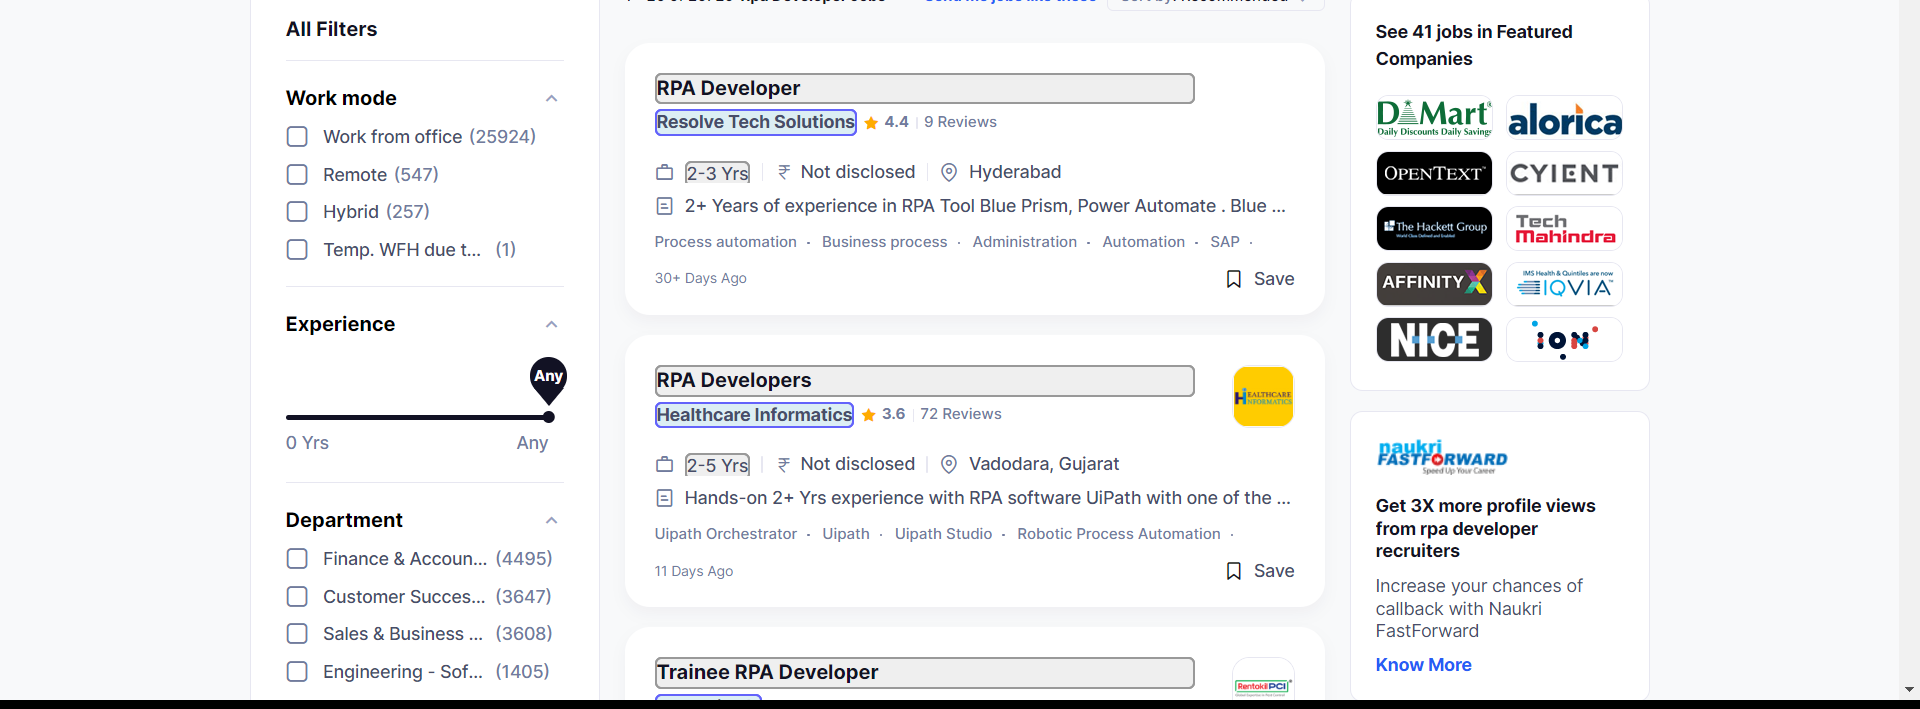 All Filters
Work mode
Work from office (25924)
Remote (547)
Hybrid (257)
Temp. WFH due t... (1)
Experience
Any
0 Yrs Any
Department
Finance & Accoun... (4495)
Customer Succes... (3647)
Sales & Business ... (3608)
Engineering - Sof... (1405)
RPA Developer
Resolve Tech Solutions 4.4 9 Reviews
2-3 Yrs ₹ Not disclosed Hyderabad
2+ Years of experience in RPA Tool Blue Prism, Power Automate . Blue ...
Process automation · Business process · Administration · Automation · SAP ·
30+ Days Ago Save
RPA Developers
Healthcare Informatics 3.6 72 Reviews
HEALTHCARE
INFORMATICS
2-5 Yrs ₹ Not disclosed Vadodara, Gujarat
Hands-on 2+ Yrs experience with RPA software UiPath with one of the ...
Uipath Orchestrator · Uipath · Uipath Studio · Robotic Process Automation ·
11 Days Ago Save
Trainee RPA Developer
Rentokil PCI
See 41 jobs in Featured
Companies
DMart
Daily Discounts Daily Savings
alorica
OPENTEXT™
CYIENT
The Hackett Group
Tech
Mahindra
AFFINITYX
IMS Health & Quintiles are now
IQVIA™
NICE
ION
naukri
FASTFORWARD
Speed Up Your Career
Get 3X more profile views
from rpa developer
recruiters
Increase your chances of
callback with Naukri
FastForward
Know More